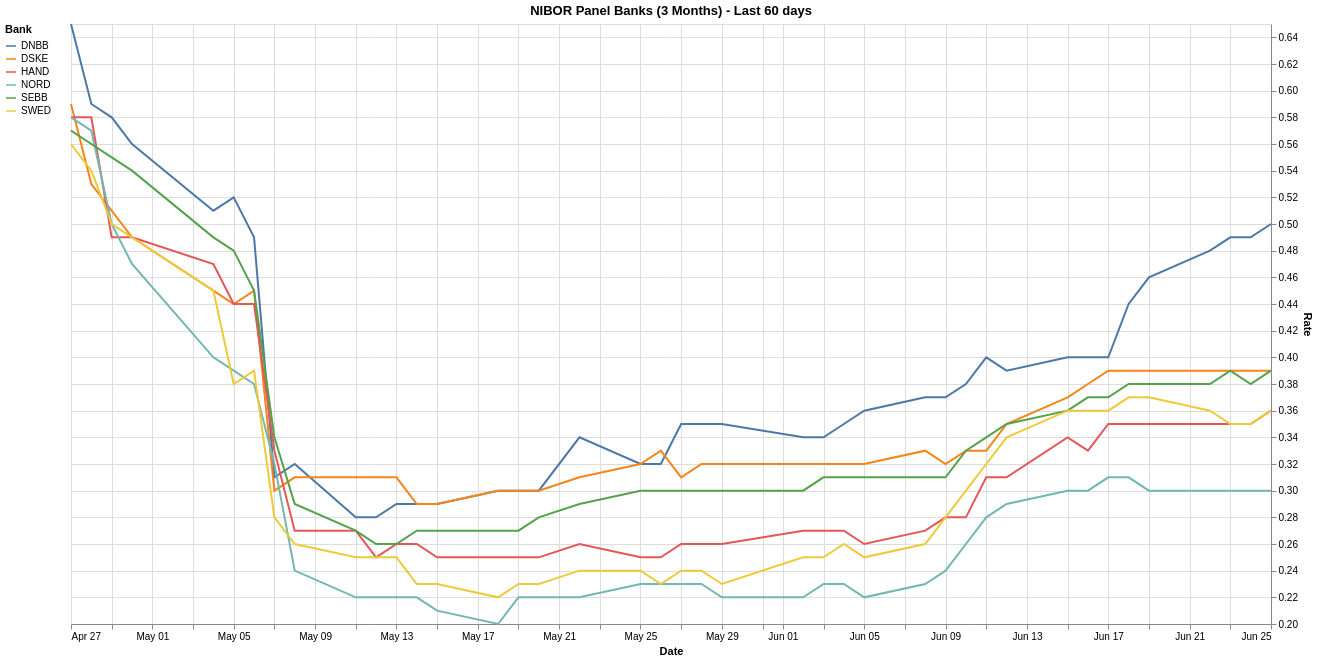 NIBOR Panel Banks (3 Months) - Last 60 days
Bank
DNBB
DSKE
HAND
NORD
SEBB
SWED
0.64
0.62
0.60
0.58
0.56
0.54
0.52
0.50
0.48
0.46
0.44
0.42
0.40
0.38
0.36
0.34
0.32
0.30
0.28
0.26
0.24
0.22
0.20
Rate
Apr 27 May 01 May 05 May 09 May 13 May 17 May 21 May 25 May 29 Jun 01 Jun 05 Jun 09 Jun 13 Jun 17 Jun 21 Jun 25
Date